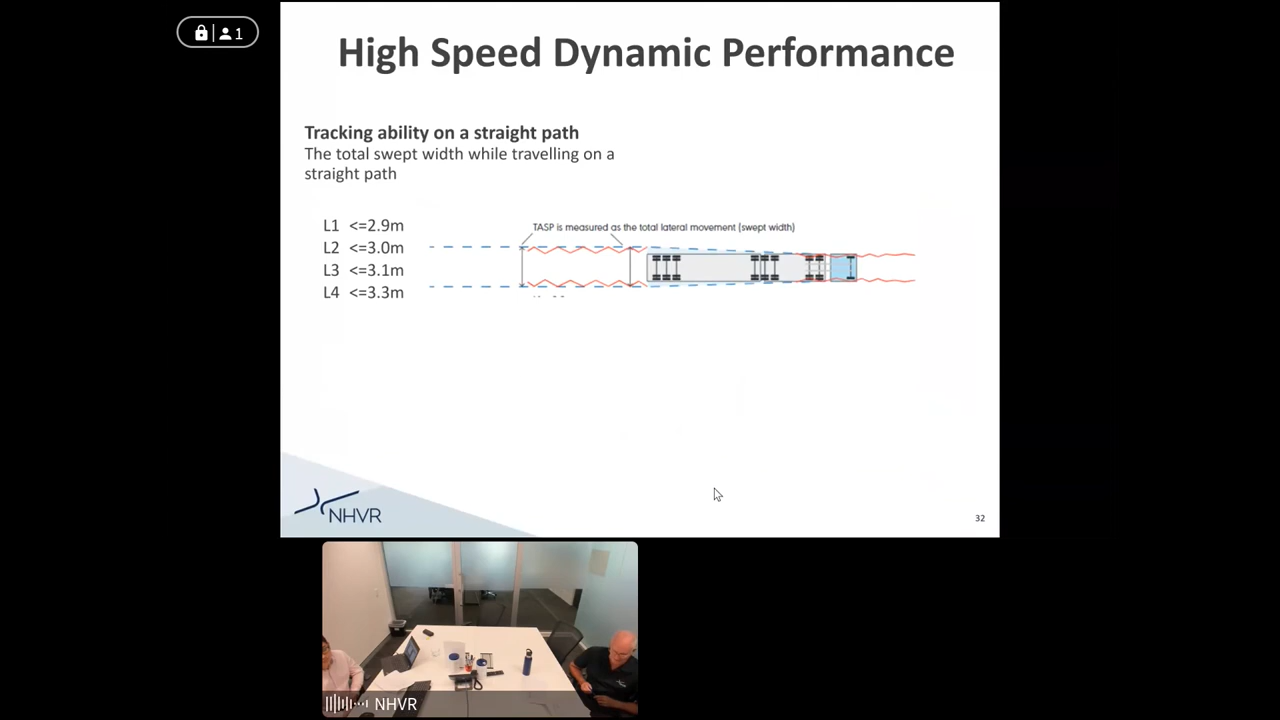 1
High Speed Dynamic Performance
Tracking ability on a straight path
The total swept width while travelling on a
straight path
L1 <=2.9m
L2 <=3.0m
L3 <=3.1m
L4 <=3.3m
TASP is measured as the total lateral movement (swept width)
NHVR
32
NHVR